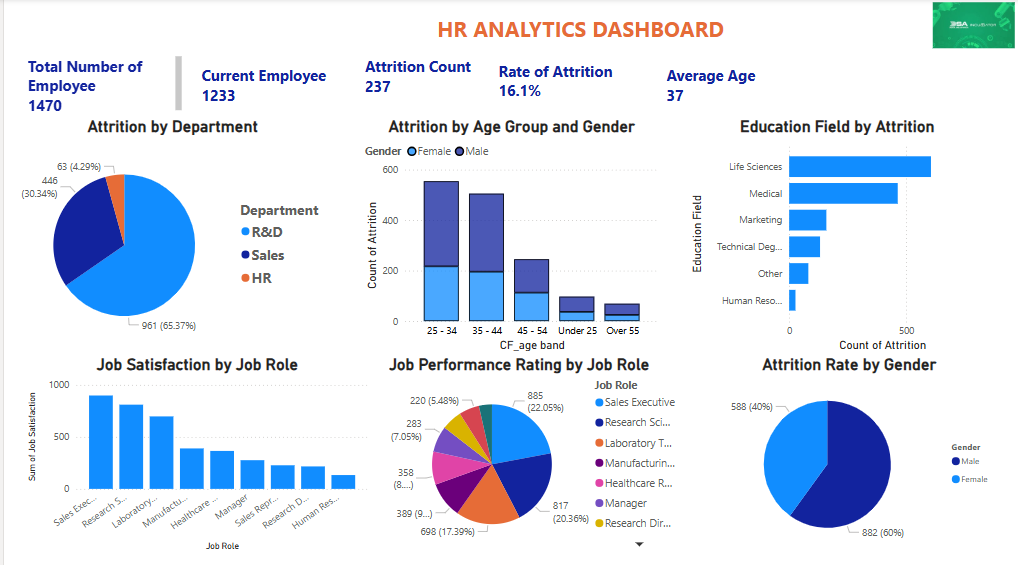 HR ANALYTICS DASHBOARD
3SA
Total Number of
Employee
1470
Current Employee
1233
Attrition Count
237
Rate of Attrition
16.1%
Average Age
37
Attrition by Department
63 (4.29%)
446
(30.34%)
961 (65.37%)
Department
R&D
Sales
HR
Attrition by Age Group and Gender
Gender
Female
Male
Count of Attrition
600
400
200
0
25 - 34
35 - 44
45 - 54
Under 25
Over 55
CF_age band
Education Field by Attrition
Education Field
Life Sciences
Medical
Marketing
Technical Deg...
Other
Human Reso...
0
500
Count of Attrition
Job Satisfaction by Job Role
Sum of Job Satisfaction
1000
500
0
Sales Exec...
Research S...
Laboratory...
Manufactu...
Healthcare ...
Manager
Sales Repr...
Research D...
Human Res...
Job Role
Job Performance Rating by Job Role
220 (5.48%)
283
(7.05%)
358
(8....)
389 (9...)
698 (17.39%)
817
(20.36%)
885
(22.05%)
Job Role
Sales Executive
Research Sci...
Laboratory T...
Manufacturin...
Healthcare R...
Manager
Research Dir...
Attrition Rate by Gender
588 (40%)
882 (60%)
Gender
Male
Female